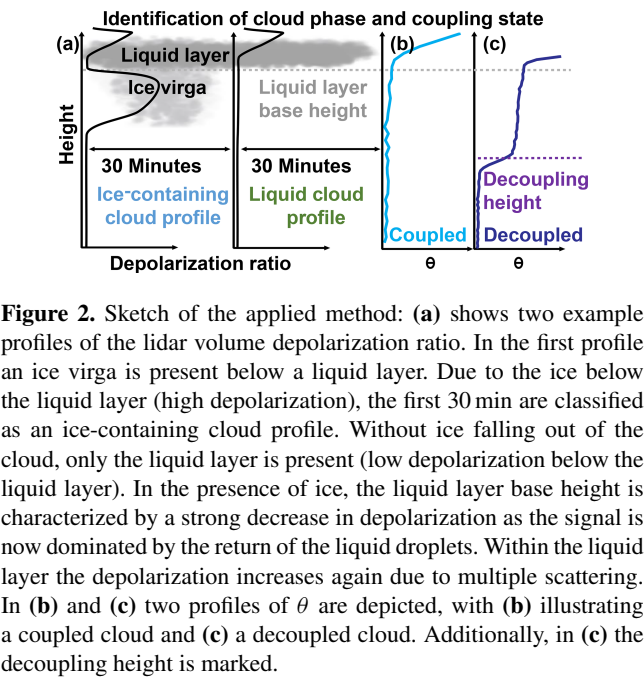 Identification of cloud phase and coupling state
(a)
Liquid layer
(b)
(c)
Ice virga
Liquid layer
base height
Height
30 Minutes
30 Minutes
Ice-containing
cloud profile
Liquid cloud
profile
Decoupling
height
Coupled
Decoupled
Depolarization ratio
θ
θ
Figure 2. Sketch of the applied method: (a) shows two example
profiles of the lidar volume depolarization ratio. In the first profile
an ice virga is present below a liquid layer. Due to the ice below
the liquid layer (high depolarization), the first 30 min are classified
as an ice-containing cloud profile. Without ice falling out of the
cloud, only the liquid layer is present (low depolarization below the
liquid layer). In the presence of ice, the liquid layer base height is
characterized by a strong decrease in depolarization as the signal is
now dominated by the return of the liquid droplets. Within the liquid
layer the depolarization increases again due to multiple scattering.
In (b) and (c) two profiles of θ are depicted, with (b) illustrating
a coupled cloud and (c) a decoupled cloud. Additionally, in (c) the
decoupling height is marked.